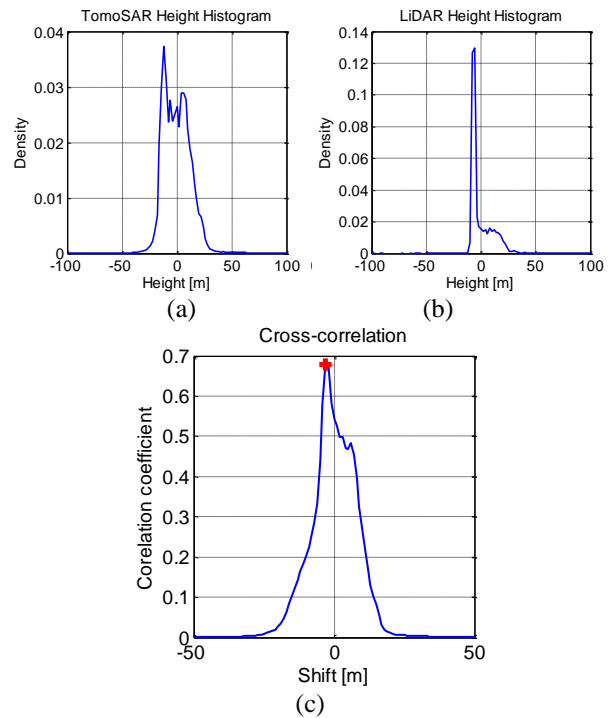 TomoSAR Height Histogram
0.04
0.03
0.02
0.01
0
Density
-100 -50 0 50 100
Height [m]
(a)
LiDAR Height Histogram
0.14
0.12
0.1
0.08
0.06
0.04
0.02
0
Density
-100 -50 0 50 100
Height [m]
(b)
Cross-correlation
0.7
0.6
0.5
0.4
0.3
0.2
0.1
0
Corelation coefficient
-50 0 50
Shift [m]
(c)